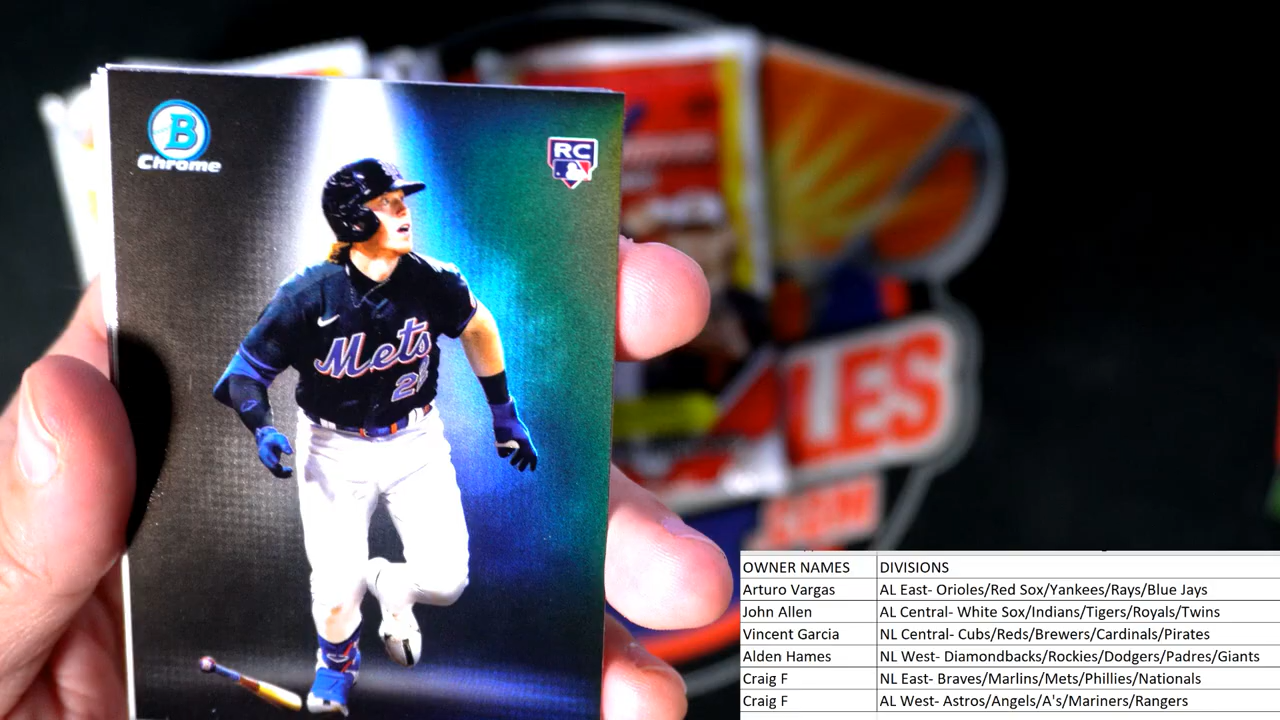 B
Chrome
RC
Mets
LES
.COM
OWNER NAMES DIVISIONS
Arturo Vargas AL East- Orioles/Red Sox/Yankees/Rays/Blue Jays
John Allen AL Central- White Sox/Indians/Tigers/Royals/Twins
Vincent Garcia NL Central- Cubs/Reds/Brewers/Cardinals/Pirates
Alden Hames NL West- Diamondbacks/Rockies/Dodgers/Padres/Giants
Craig F NL East- Braves/Marlins/Mets/Phillies/Nationals
Craig F AL West- Astros/Angels/A's/Mariners/Rangers